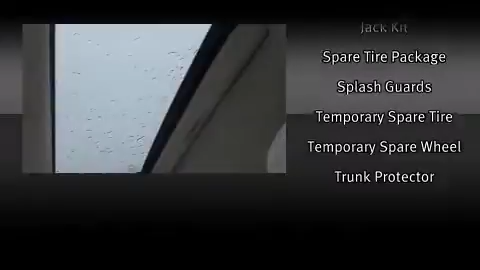 Jack Kit
Spare Tire Package
Splash Guards
Temporary Spare Tire
Temporary Spare Wheel
Trunk Protector